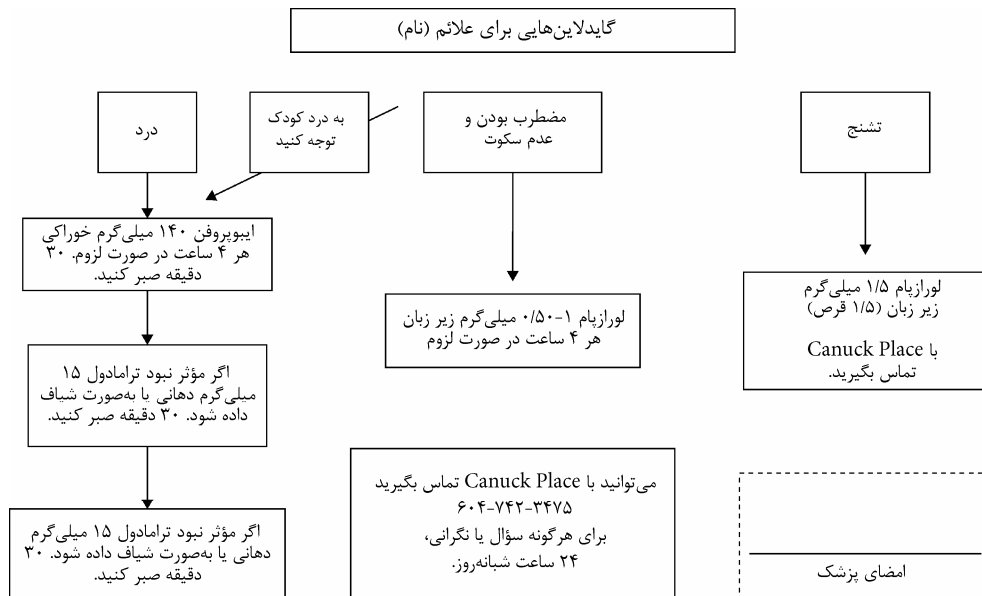 گایدلاین‌هایی برای علائم (نام)
تشنج
لورازپام ۱/۵ میلی‌گرم
زیر زبان (۱/۵ قرص)
با Canuck Place
تماس بگیرید.
مضطرب بودن و
عدم سکوت
لورازپام ۱-۰/۵۰ میلی‌گرم زیر زبان
هر ۴ ساعت در صورت لزوم
به درد کودک
توجه کنید
درد
ایبوپروفن ۱۴۰ میلی‌گرم خوراکی
هر ۴ ساعت در صورت لزوم. ۳۰
دقیقه صبر کنید.
اگر مؤثر نبود ترامادول ۱۵
میلی‌گرم دهانی یا به‌صورت شیاف
داده شود. ۳۰ دقیقه صبر کنید.
اگر مؤثر نبود ترامادول ۱۵ میلی‌گرم
دهانی یا به‌صورت شیاف داده شود. ۳۰
دقیقه صبر کنید.
می‌توانید با Canuck Place تماس بگیرید
۶۰۴-۷۴۲-۳۴۷۵
برای هرگونه سؤال یا نگرانی،
۲۴ ساعت شبانه‌روز.
امضای پزشک